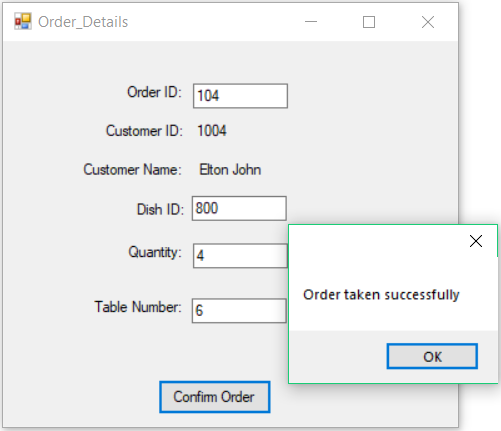 Order_Details
Order ID: 104
Customer ID: 1004
Customer Name: Elton John
Dish ID: 800
Quantity: 4
Order taken successfully
Table Number: 6
OK
Confirm Order